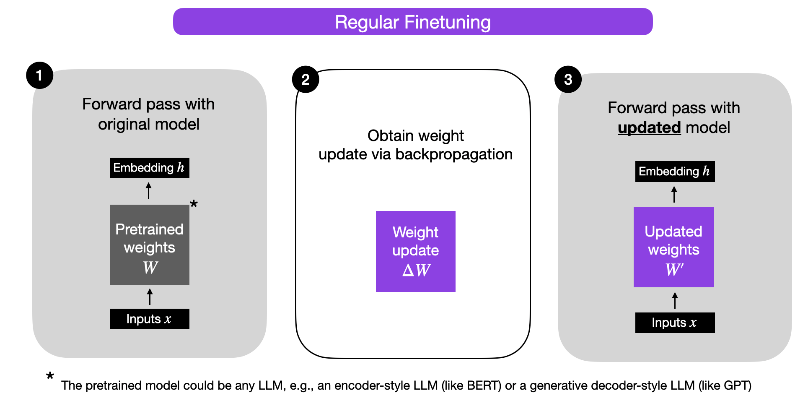 Regular Finetuning
1
Forward pass with
original model
Embedding h
*
Pretrained
weights
W
Inputs x
2
Obtain weight
update via backpropagation
Weight
update
ΔW
3
Forward pass with
updated model
Embedding h
Updated
weights
W′
Inputs x
* The pretrained model could be any LLM, e.g., an encoder-style LLM (like BERT) or a generative decoder-style LLM (like GPT)